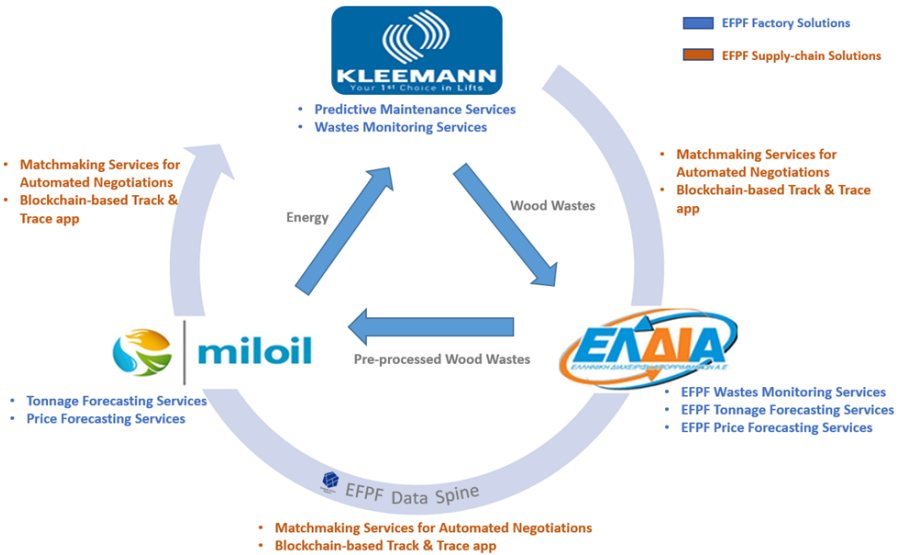 KLEEMANN
Your 1st Choice in Lifts
EFPF Factory Solutions
EFPF Supply-chain Solutions
• Predictive Maintenance Services
• Wastes Monitoring Services
• Matchmaking Services for
Automated Negotiations
• Blockchain-based Track &
Trace app
• Matchmaking Services for
Automated Negotiations
• Blockchain-based Track & Trace
app
Energy
Wood Wastes
miloil
Pre-processed Wood Wastes
ΕΛΔΙΑ
ΕΛΛΗΝΙΚΗ ΔΙΑΧΕΙΡΙΣΗ ΑΠΟΡΡΙΜΜΑΤΩΝ Α.Ε
• Tonnage Forecasting Services
• Price Forecasting Services
• EFPF Wastes Monitoring Services
• EFPF Tonnage Forecasting Services
• EFPF Price Forecasting Services
EFPF Data Spine
• Matchmaking Services for Automated Negotiations
• Blockchain-based Track & Trace app